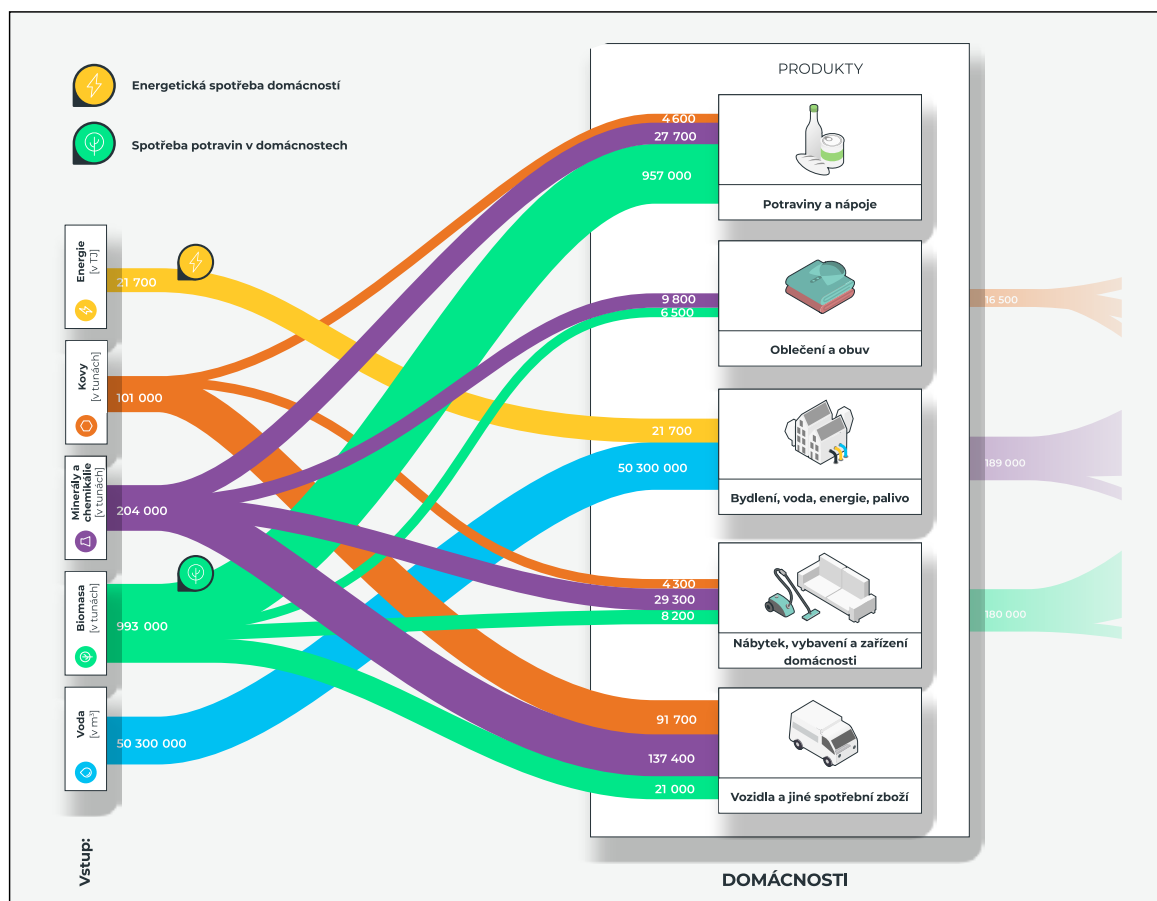 PRODUKTY
Energetická spotřeba domácností
Spotřeba potravin v domácnostech
4 600
27 700
957 000
Potraviny a nápoje
Energie
[v TJ]
21 700
9 800
6 500
16 500
Oblečení a obuv
Kovy
[v tunách]
101 000
21 700
50 300 000
189 000
Bydlení, voda, energie, palivo
Minerály a
chemikálie
[v tunách]
204 000
4 300
29 300
8 200
180 000
Nábytek, vybavení a zařízení
domácnosti
Biomasa
[v tunách]
993 000
91 700
137 400
21 000
Vozidla a jiné spotřební zboží
Voda
[v m³]
50 300 000
Vstup:
DOMÁCNOSTI